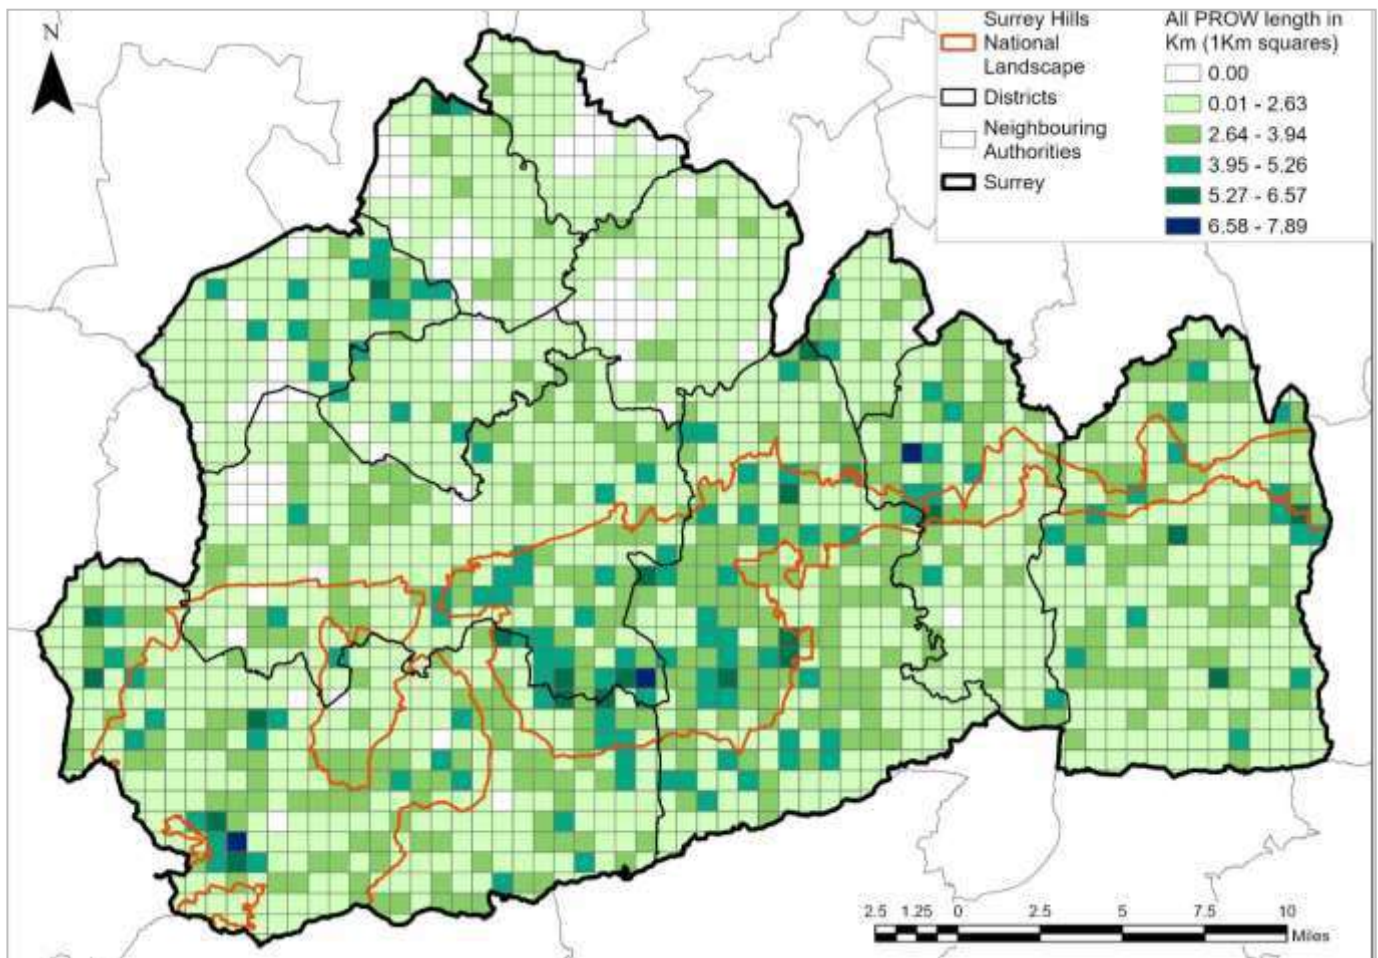 N
Surrey Hills
National
Landscape
Districts
Neighbouring
Authorities
Surrey
All PROW length in
Km (1Km squares)
0.00
0.01 - 2.63
2.64 - 3.94
3.95 - 5.26
5.27 - 6.57
6.58 - 7.89
2.5 1.25 0 2.5 5 7.5 10
Miles